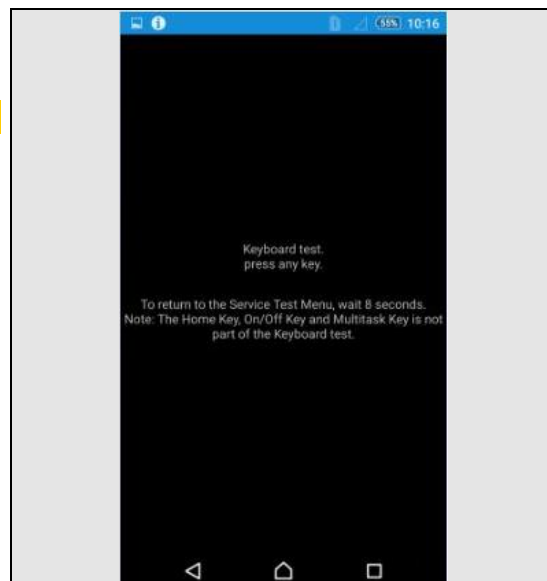 55% 10:16
Keyboard test.
press any key.
To return to the Service Test Menu, wait 8 seconds.
Note: The Home Key, On/Off Key and Multitask Key is not
part of the Keyboard test.